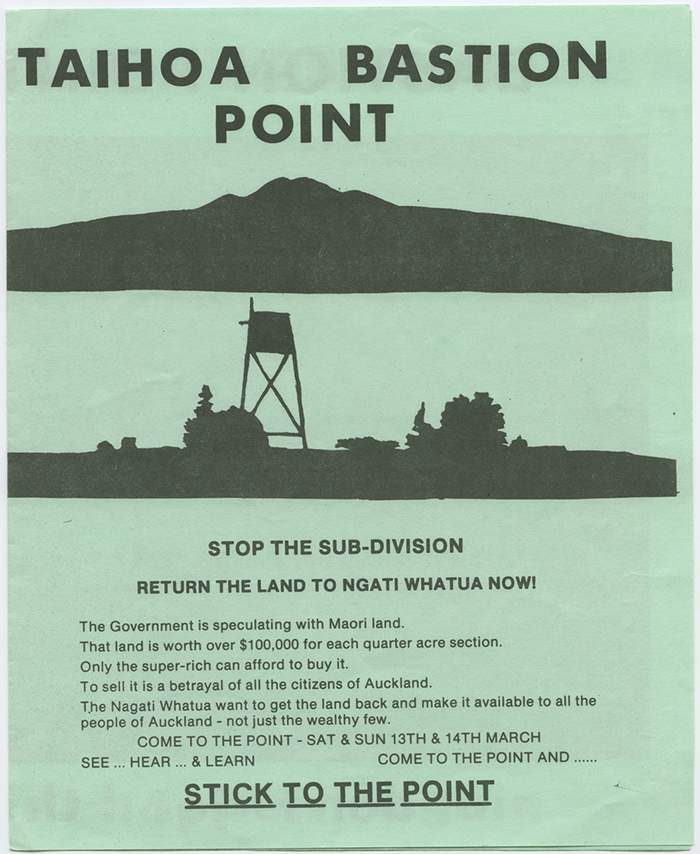 TAIHOA BASTION
POINT
STOP THE SUB-DIVISION
RETURN THE LAND TO NGATI WHATUA NOW!
The Government is speculating with Maori land.
That land is worth over $100,000 for each quarter acre section.
Only the super-rich can afford to buy it.
To sell it is a betrayal of all the citizens of Auckland.
The Nagati Whatua want to get the land back and make it available to all the
people of Auckland - not just the wealthy few.
COME TO THE POINT - SAT & SUN 13TH & 14TH MARCH
SEE ... HEAR ... & LEARN COME TO THE POINT AND ......
STICK TO THE POINT